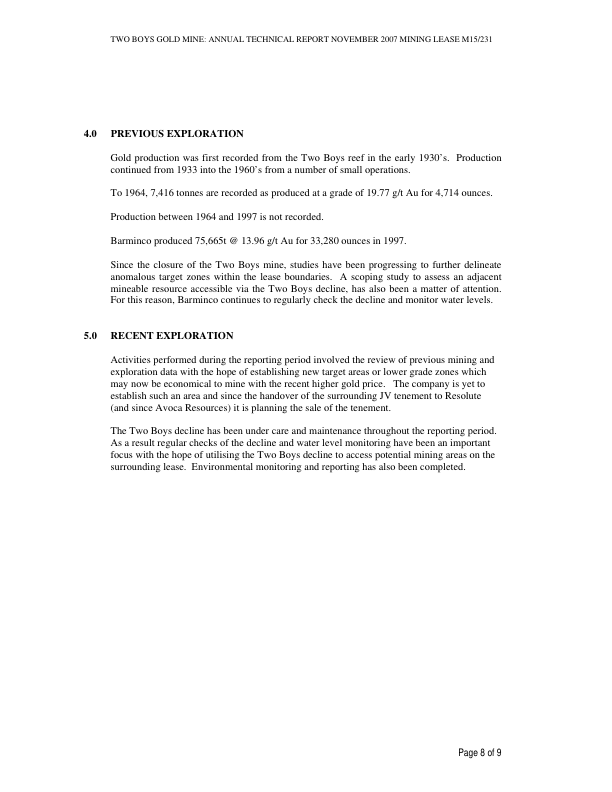 TWO BOYS GOLD MINE: ANNUAL TECHNICAL REPORT NOVEMBER 2007 MINING LEASE M15/231
4.0 PREVIOUS EXPLORATION
Gold production was first recorded from the Two Boys reef in the early 1930's. Production
continued from 1933 into the 1960's from a number of small operations.
To 1964, 7,416 tonnes are recorded as produced at a grade of 19.77 g/t Au for 4,714 ounces.
Production between 1964 and 1997 is not recorded.
Barminco produced 75,665t @ 13.96 g/t Au for 33,280 ounces in 1997.
Since the closure of the Two Boys mine, studies have been progressing to further delineate
anomalous target zones within the lease boundaries. A scoping study to assess an adjacent
mineable resource accessible via the Two Boys decline, has also been a matter of attention.
For this reason, Barminco continues to regularly check the decline and monitor water levels.
5.0 RECENT EXPLORATION
Activities performed during the reporting period involved the review of previous mining and
exploration data with the hope of establishing new target areas or lower grade zones which
may now be economical to mine with the recent higher gold price. The company is yet to
establish such an area and since the handover of the surrounding JV tenement to Resolute
(and since Avoca Resources) it is planning the sale of the tenement.
The Two Boys decline has been under care and maintenance throughout the reporting period.
As a result regular checks of the decline and water level monitoring have been an important
focus with the hope of utilising the Two Boys decline to access potential mining areas on the
surrounding lease. Environmental monitoring and reporting has also been completed.
Page 8 of 9